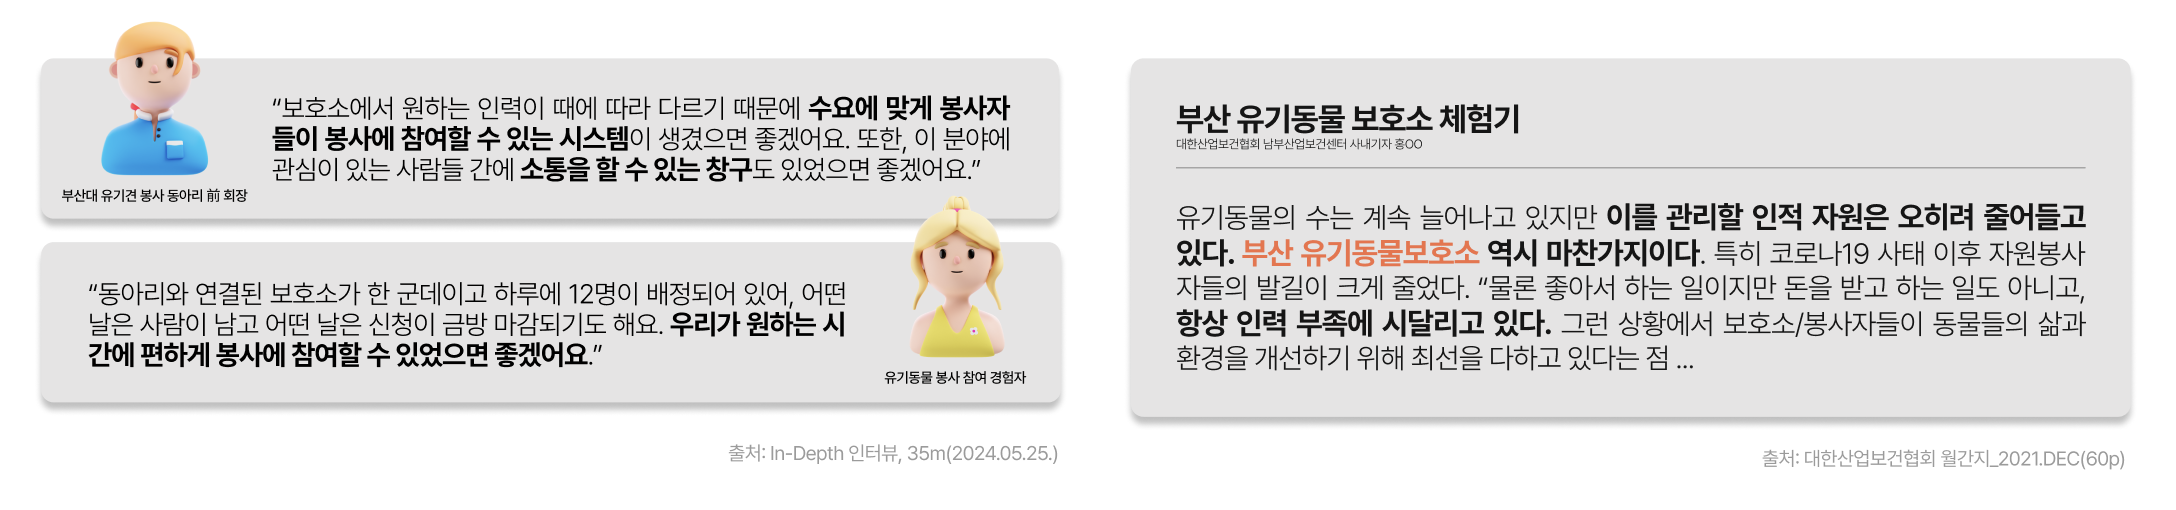 “보호소에서 원하는 인력이 때에 따라 다르기 때문에 수요에 맞게 봉사자
들이 봉사에 참여할 수 있는 시스템이 생겼으면 좋겠어요. 또한, 이 분야에
관심이 있는 사람들 간에 소통을 할 수 있는 창구도 있었으면 좋겠어요.”
부산대 유기견 봉사 동아리 前 회장
“동아리와 연결된 보호소가 한 군데이고 하루에 12명이 배정되어 있어, 어떤
날은 사람이 남고 어떤 날은 신청이 금방 마감되기도 해요. 우리가 원하는 시
간에 편하게 봉사에 참여할 수 있었으면 좋겠어요.”
유기동물 봉사 참여 경험자
출처: In-Depth 인터뷰, 35m(2024.05.25.)
부산 유기동물 보호소 체험기
대한산업보건협회 남부산업보건센터 사내기자 홍OO
유기동물의 수는 계속 늘어나고 있지만 이를 관리할 인적 자원은 오히려 줄어들고
있다. 부산 유기동물보호소 역시 마찬가지이다. 특히 코로나19 사태 이후 자원봉사
자들의 발길이 크게 줄었다. “물론 좋아서 하는 일이지만 돈을 받고 하는 일도 아니고,
항상 인력 부족에 시달리고 있다. 그런 상황에서 보호소/봉사자들이 동물들의 삶과
환경을 개선하기 위해 최선을 다하고 있다는 점 ...
출처: 대한산업보건협회 월간지_2021.DEC(60p)